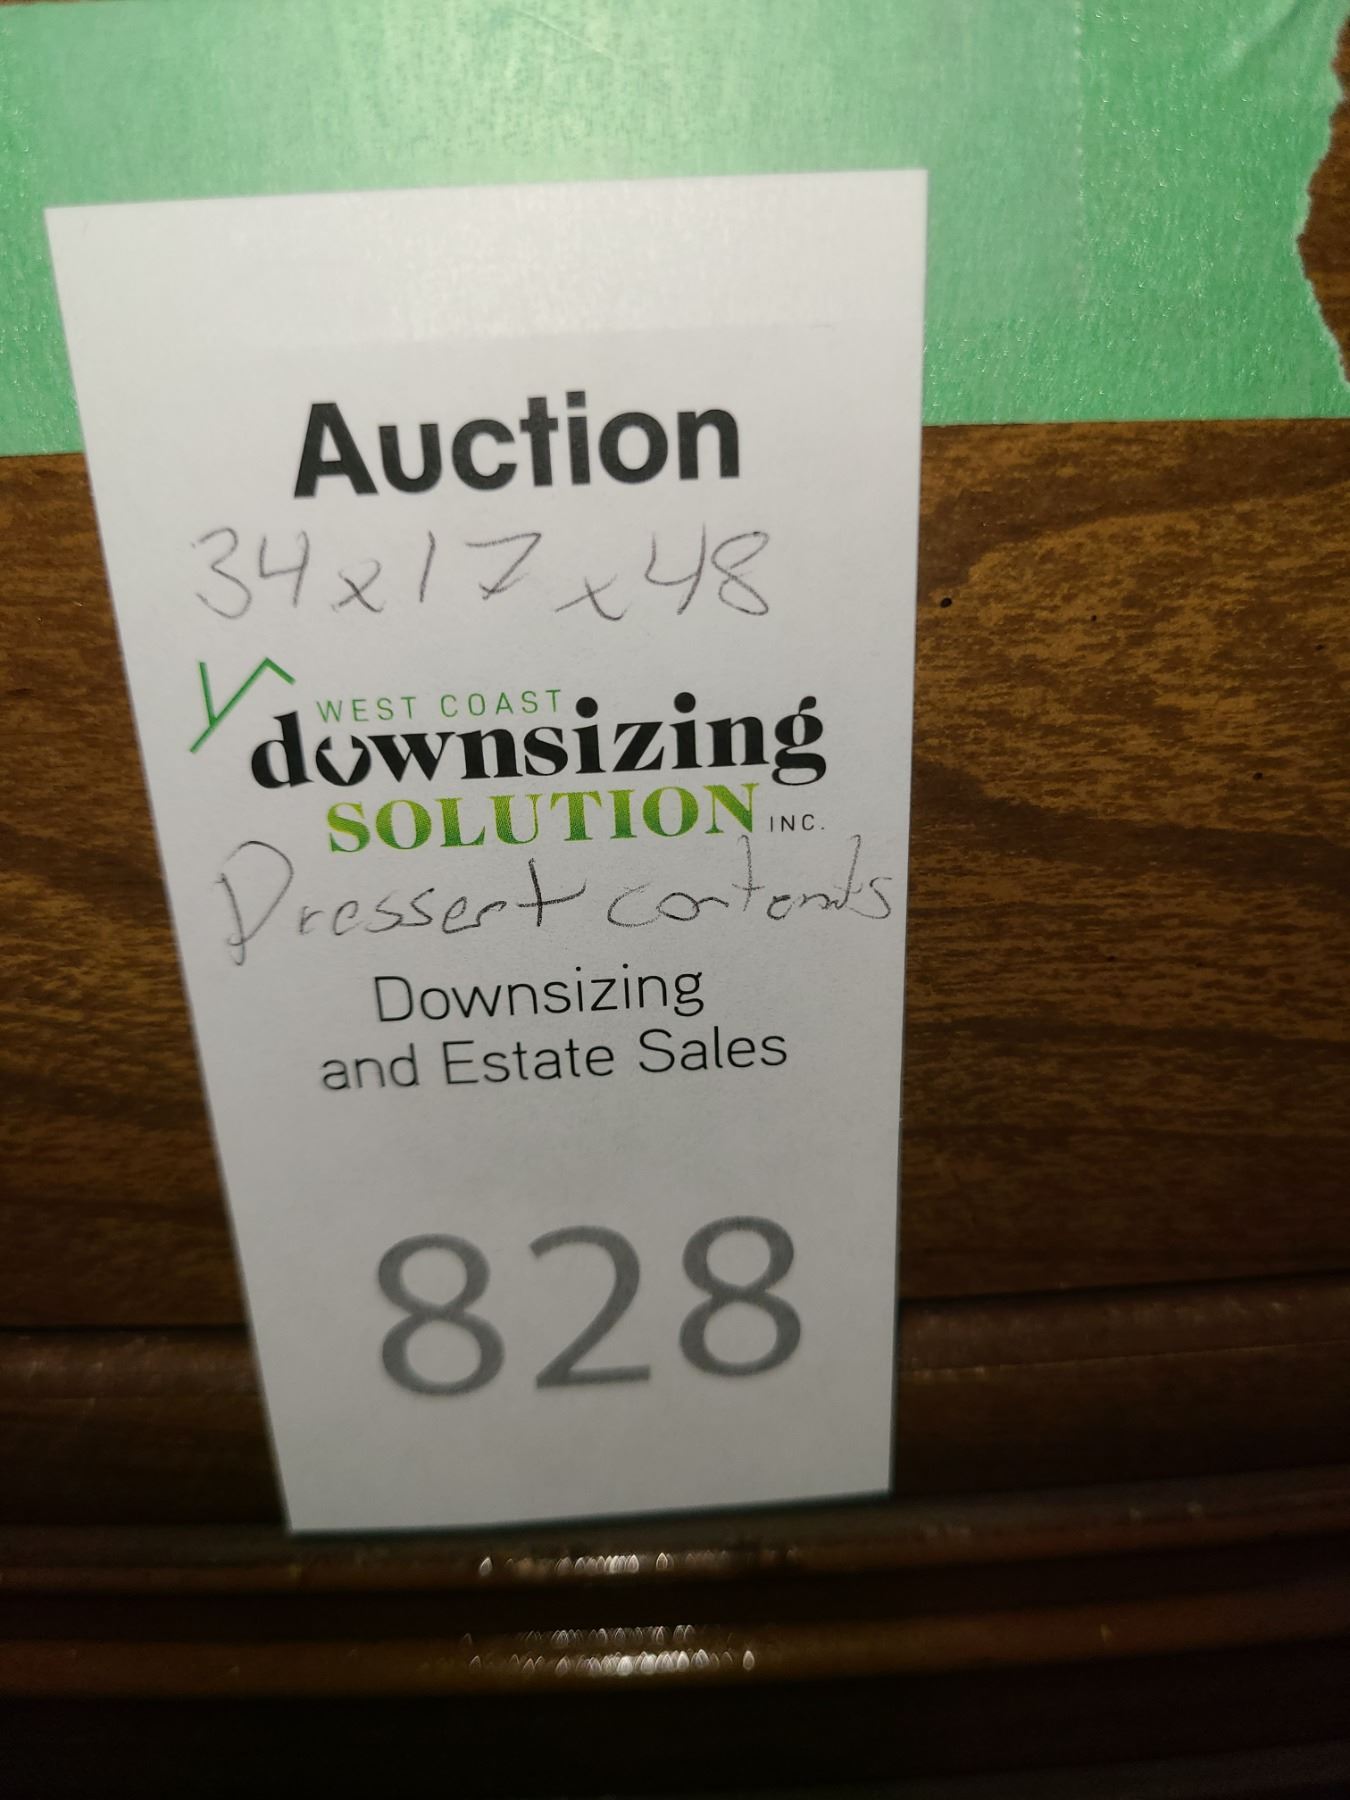 Auction
34x17x48
WEST COAST
downsizing
SOLUTION INC.
Dresser + contents
Downsizing
and Estate Sales
828